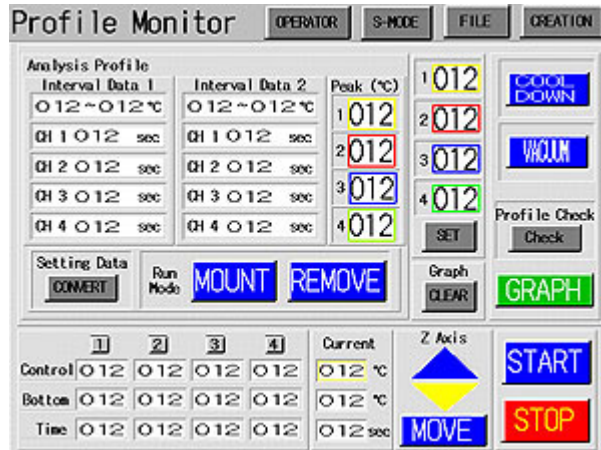 Profile Monitor OPERATOR S-MODE FILE CREATION
Analysis Profile
Interval Data 1 Interval Data 2 Peak (℃)
012~012℃ 012~012℃ 1 012
CH 1 012 sec CH 1 012 sec
CH 2 012 sec CH 2 012 sec 2 012
CH 3 012 sec CH 3 012 sec 3 012
CH 4 012 sec CH 4 012 sec 4 012
1 012
2 012
3 012
4 012
SET
COOL
DOWN
VACUUM
Profile Check
Check
Setting Data
CONVERT
Run
Mode
MOUNT REMOVE
Graph
CLEAR
GRAPH
1 2 3 4 Current
Control 012 012 012 012 012 ℃
Bottom 012 012 012 012 012 ℃
Time 012 012 012 012 012 sec
Z Axis
MOVE
START
STOP